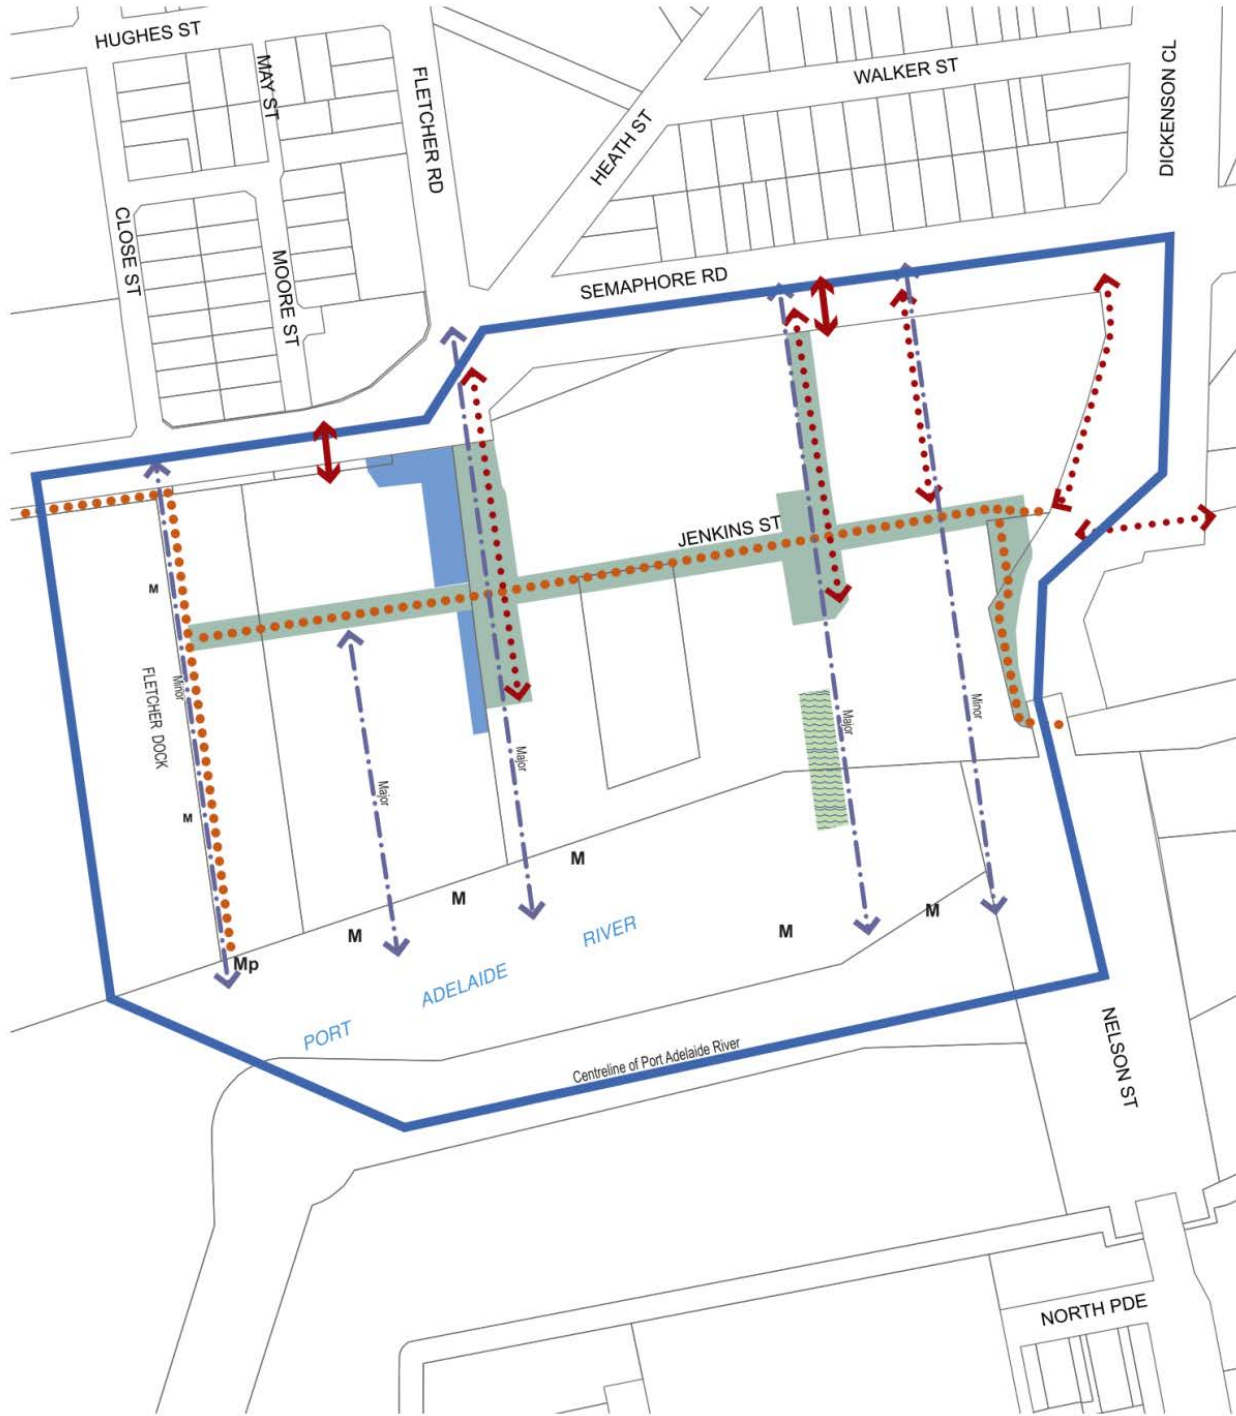 HUGHES ST
MAY ST
FLETCHER RD
HEATH ST
WALKER ST
DICKENSON CL
CLOSE ST
MOORE ST
SEMAPHORE RD
JENKINS ST
M
Minor
FLETCHER DOCK
M
Major
Major
Major
Minor
M
M
M
M
M
Mp
RIVER
ADELAIDE
PORT
Centreline of Port Adelaide River
NELSON ST
NORTH PDE